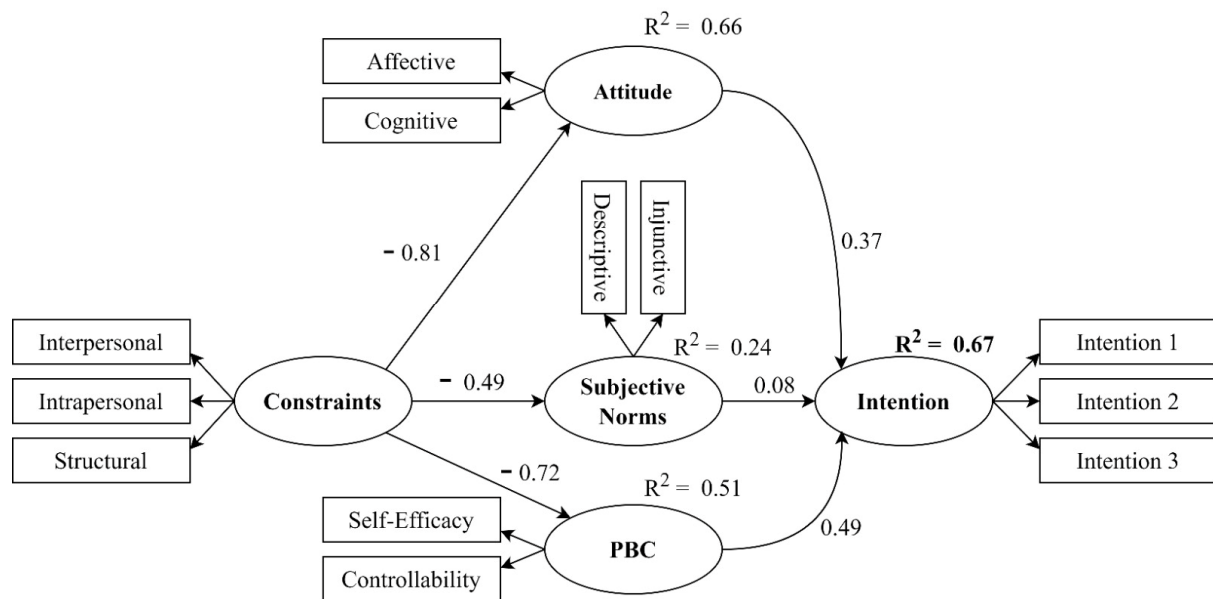 R² = 0.66
Affective
Attitude
Cognitive
Descriptive
Injunctive
- 0.81
0.37
Interpersonal
R² = 0.24
R² = 0.67
Intention 1
Intrapersonal
Constraints
- 0.49
Subjective
Norms
0.08
Intention
Intention 2
Structural
Intention 3
- 0.72
R² = 0.51
Self-Efficacy
PBC
0.49
Controllability